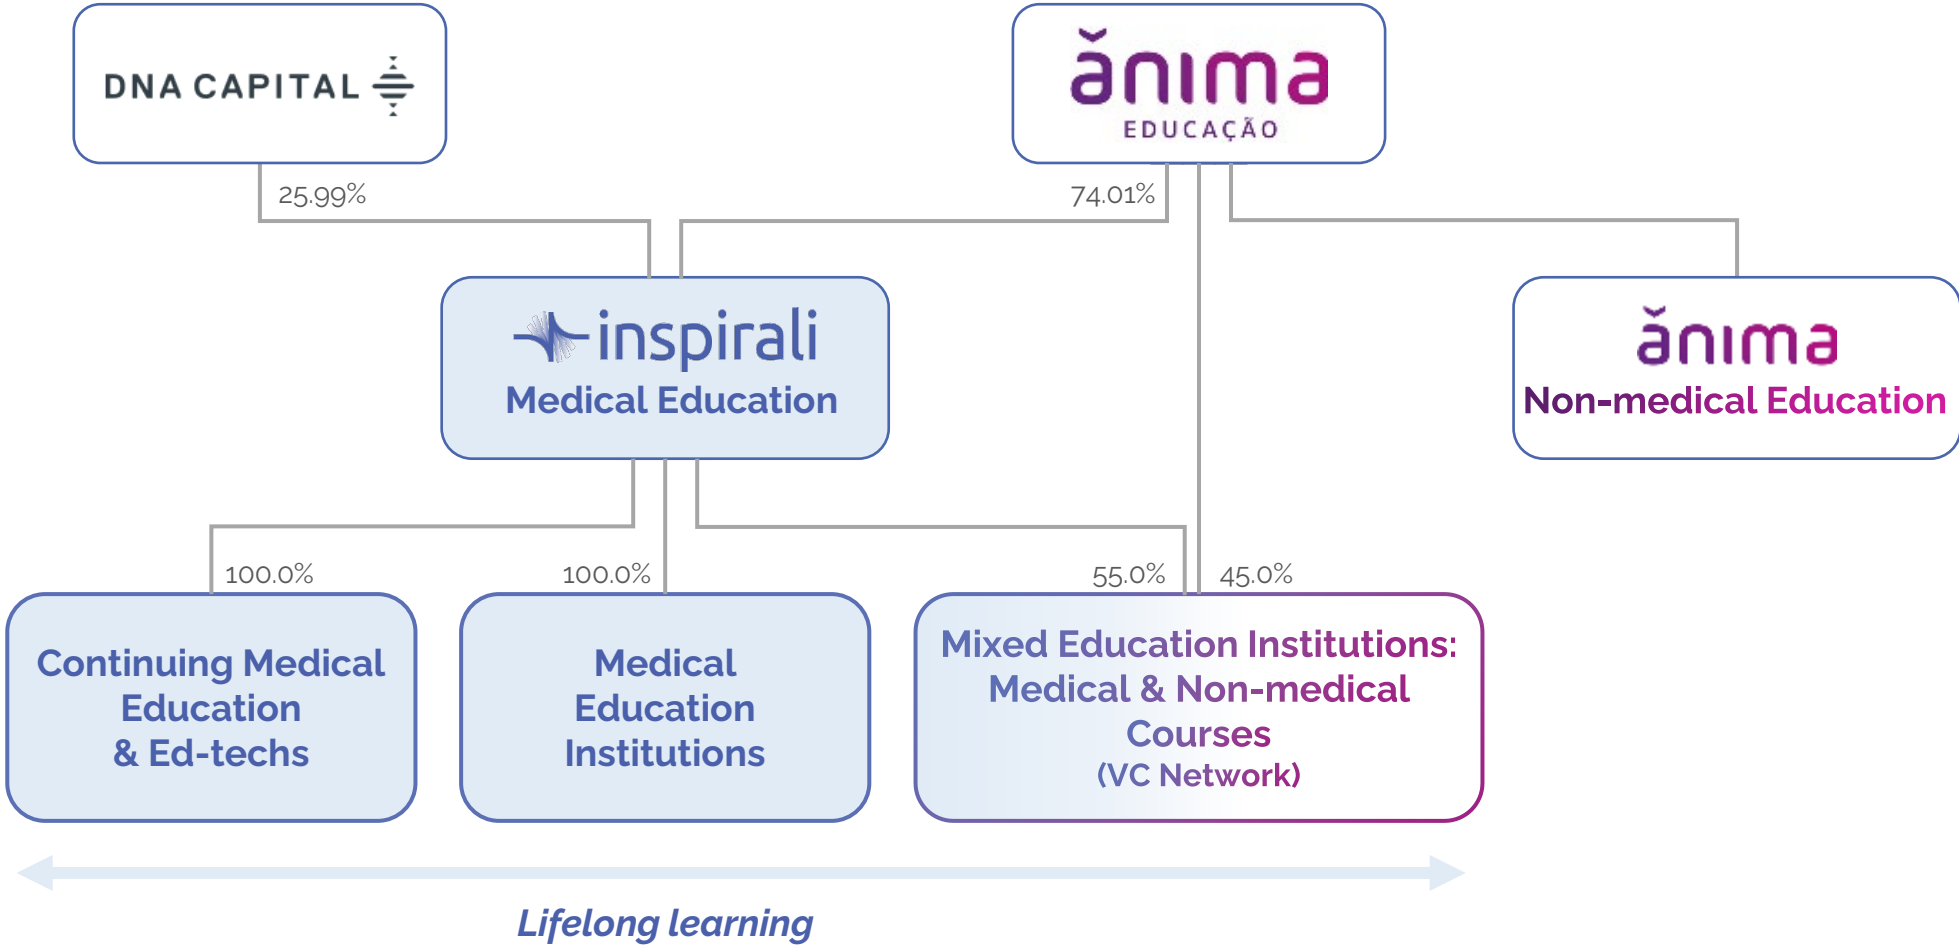 DNA CAPITAL
ănıma
EDUCAÇÃO
25.99%
74.01%
inspirali
Medical Education
ănıma
Non-medical Education
100.0%
100.0%
55.0%
45.0%
Continuing Medical
Education
& Ed-techs
Medical
Education
Institutions
Mixed Education Institutions:
Medical & Non-medical
Courses
(VC Network)
Lifelong learning